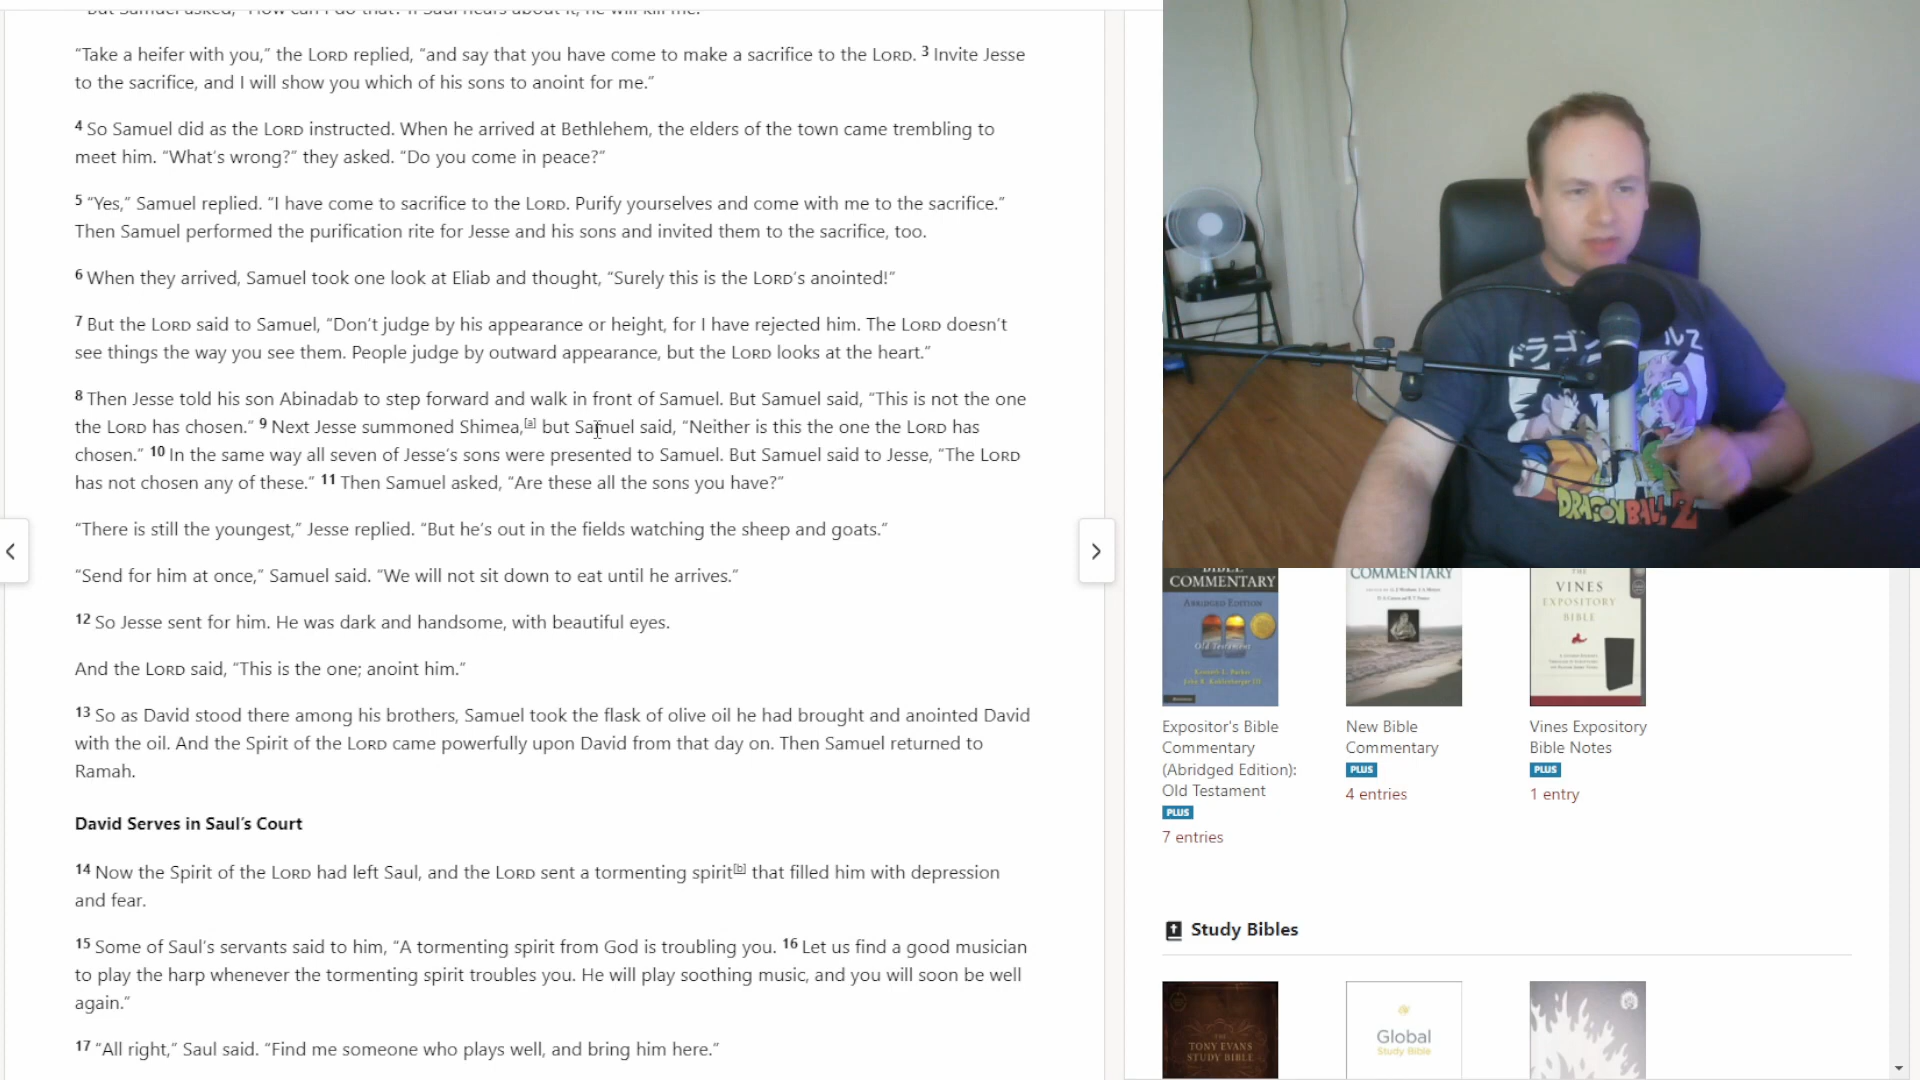 "Take a heifer with you," the LORD replied, "and say that you have come to make a sacrifice to the LORD. 3 Invite Jesse
to the sacrifice, and I will show you which of his sons to anoint for me."
4 So Samuel did as the LORD instructed. When he arrived at Bethlehem, the elders of the town came trembling to
meet him. "What's wrong?" they asked. "Do you come in peace?"
5 "Yes," Samuel replied. "I have come to sacrifice to the LORD. Purify yourselves and come with me to the sacrifice."
Then Samuel performed the purification rite for Jesse and his sons and invited them to the sacrifice, too.
6 When they arrived, Samuel took one look at Eliab and thought, "Surely this is the LORD's anointed!"
7 But the LORD said to Samuel, "Don't judge by his appearance or height, for I have rejected him. The LORD doesn't
see things the way you see them. People judge by outward appearance, but the LORD looks at the heart."
8 Then Jesse told his son Abinadab to step forward and walk in front of Samuel. But Samuel said, "This is not the one
the LORD has chosen." 9 Next Jesse summoned Shimea,[a] but Samuel said, "Neither is this the one the LORD has
chosen." 10 In the same way all seven of Jesse's sons were presented to Samuel. But Samuel said to Jesse, "The LORD
has not chosen any of these." 11 Then Samuel asked, "Are these all the sons you have?"
"There is still the youngest," Jesse replied. "But he's out in the fields watching the sheep and goats."
"Send for him at once," Samuel said. "We will not sit down to eat until he arrives."
12 So Jesse sent for him. He was dark and handsome, with beautiful eyes.
And the LORD said, "This is the one; anoint him."
13 So as David stood there among his brothers, Samuel took the flask of olive oil he had brought and anointed David
with the oil. And the Spirit of the LORD came powerfully upon David from that day on. Then Samuel returned to
Ramah.
David Serves in Saul's Court
14 Now the Spirit of the LORD had left Saul, and the LORD sent a tormenting spirit[b] that filled him with depression
and fear.
15 Some of Saul's servants said to him, "A tormenting spirit from God is troubling you. 16 Let us find a good musician
to play the harp whenever the tormenting spirit troubles you. He will play soothing music, and you will soon be well
again."
17 "All right," Saul said. "Find me someone who plays well, and bring him here."
ドラゴン
ルZ
DRAGON BALL Z
BIBLE
COMMENTARY
ABRIDGED EDITION
Old Testament
COMMENTARY
THE
VINES
EXPOSITORY
BIBLE
Expositor's Bible
Commentary
(Abridged Edition):
Old Testament
PLUS
7 entries
New Bible
Commentary
PLUS
4 entries
Vines Expository
Bible Notes
PLUS
1 entry
Study Bibles
THE
TONY EVANS
STUDY BIBLE
Global
Study Bible